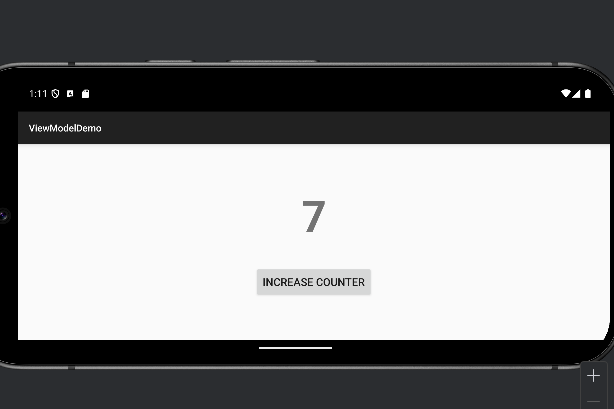 1:11
ViewModelDemo
7
INCREASE COUNTER